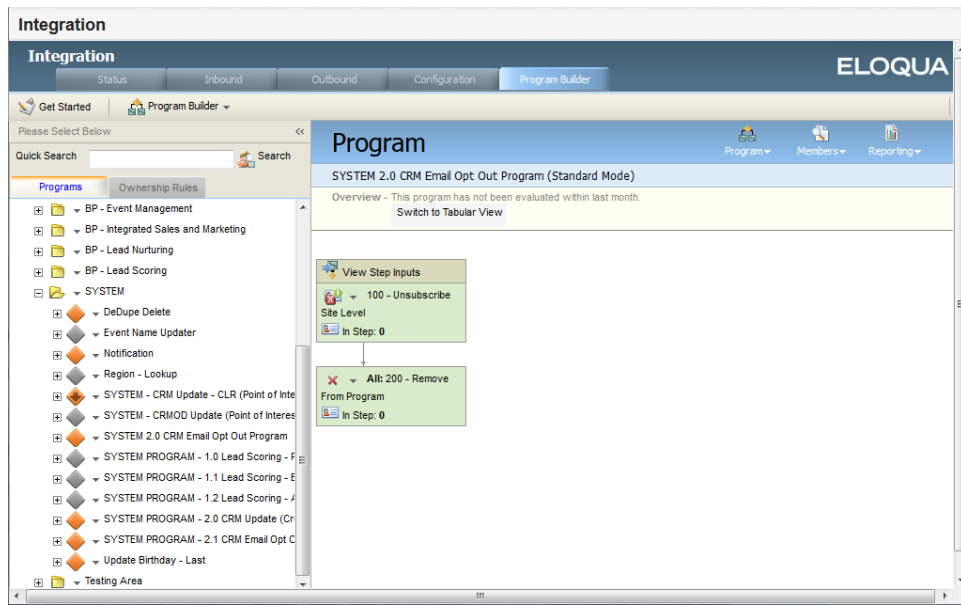 Integration
Integration
ELOQUA
Status
Inbound
Outbound
Configuration
Program Builder
Get Started
Program Builder
Please Select Below
<<
Quick Search
Search
Programs
Ownership Rules
BP - Event Management
BP - Integrated Sales and Marketing
BP - Lead Nurturing
BP - Lead Scoring
SYSTEM
DeDupe Delete
Event Name Updater
Notification
Region - Lookup
SYSTEM - CRM Update - CLR (Point of Inte
SYSTEM - CRMOD Update (Point of Interes
SYSTEM 2.0 CRM Email Opt Out Program
SYSTEM PROGRAM - 1.0 Lead Scoring - F
SYSTEM PROGRAM - 1.1 Lead Scoring - E
SYSTEM PROGRAM - 1.2 Lead Scoring - A
SYSTEM PROGRAM - 2.0 CRM Update (Cr
SYSTEM PROGRAM - 2.1 CRM Email Opt C
Update Birthday - Last
Testing Area
Program
Program
Members
Reporting
SYSTEM 2.0 CRM Email Opt Out Program (Standard Mode)
Overview - This program has not been evaluated within last month.
Switch to Tabular View
View Step Inputs
100 - Unsubscribe
Site Level
In Step: 0
All: 200 - Remove
From Program
In Step: 0